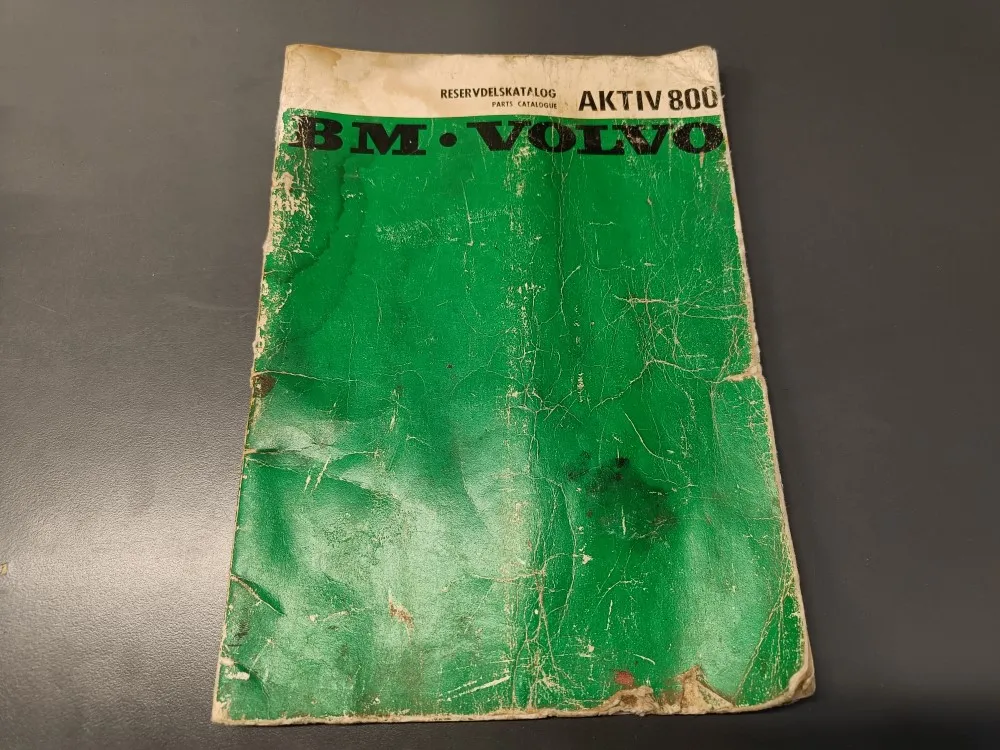 RESERVDELSKATALOG
PARTS CATALOGUE
AKTIV 800
BM • VOLVO